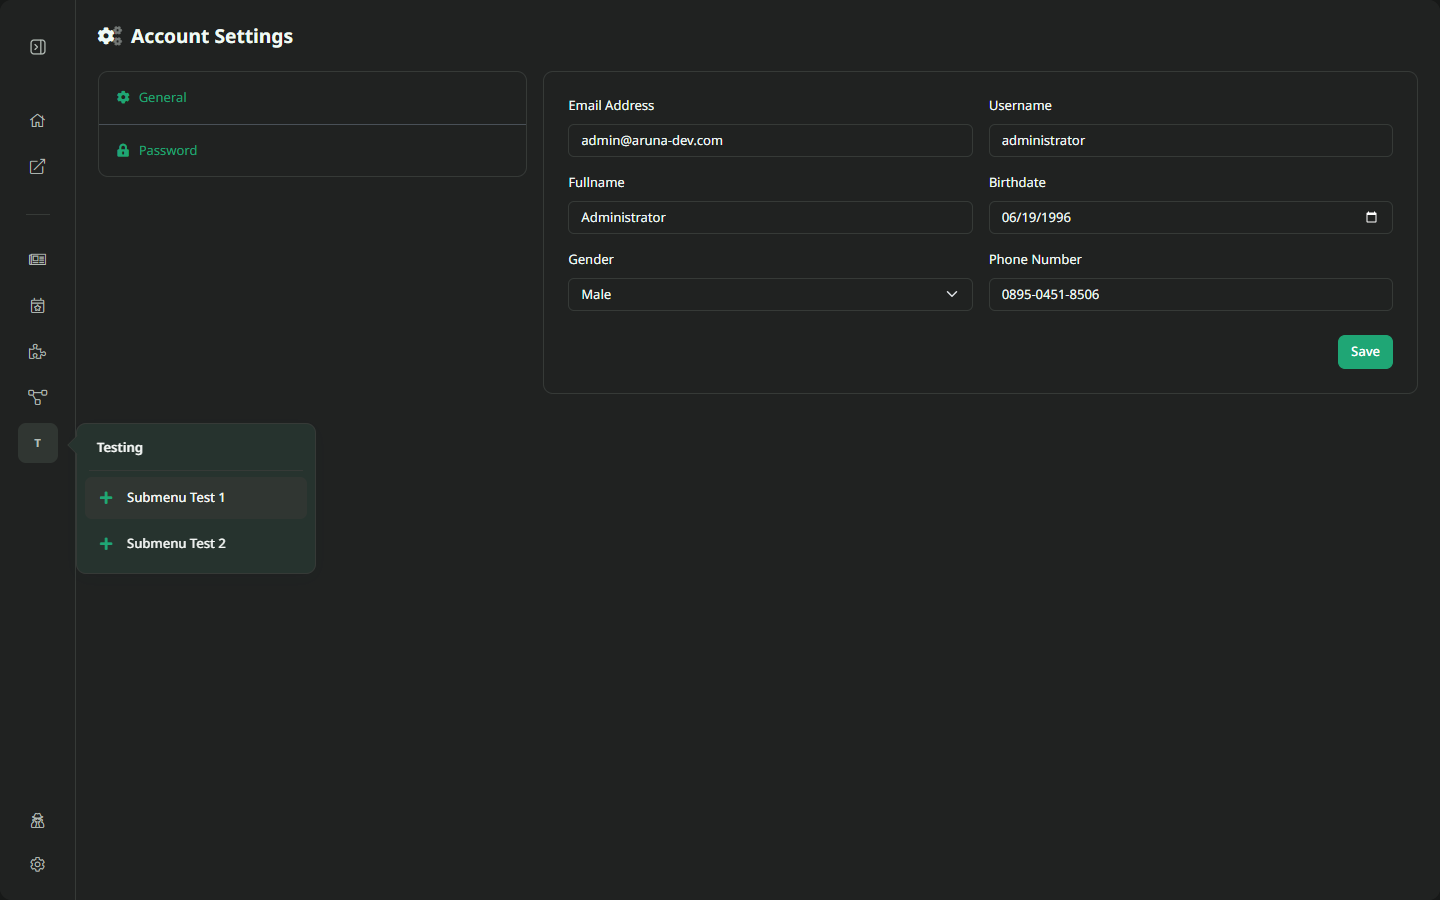 Account Settings
General
Password
Email Address
admin@aruna-dev.com
Username
administrator
Fullname
Administrator
Birthdate
06/19/1996
Gender
Male
Phone Number
0895-0451-8506
Save
T
Testing
Submenu Test 1
Submenu Test 2